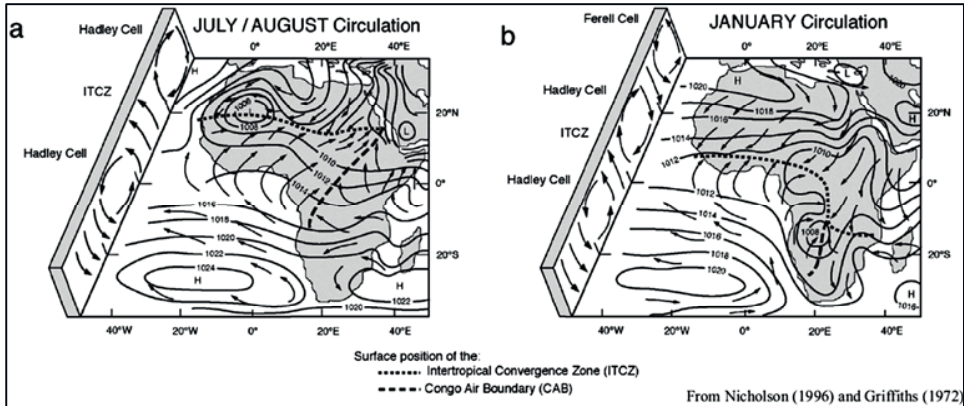 a
JULY / AUGUST Circulation
Hadley Cell
ITCZ
Hadley Cell
0°
20°E
40°E
H
1006
1008
L
1010
1012
1014
1016
1018
1020
1022
1024
H
H
1022
1020
20°N
0°
20°S
40°W
20°W
0°
20°E
40°E
b
JANUARY Circulation
Ferell Cell
Hadley Cell
ITCZ
Hadley Cell
0°
20°E
40°E
H
L
1020
1018
1016
1014
1012
1010
H
1012
1014
1016
1018
1020
1008
H
1016
20°N
0°
20°S
40°W
20°W
0°
20°E
40°E
Surface position of the:
Intertropical Convergence Zone (ITCZ)
Congo Air Boundary (CAB)
From Nicholson (1996) and Griffiths (1972)